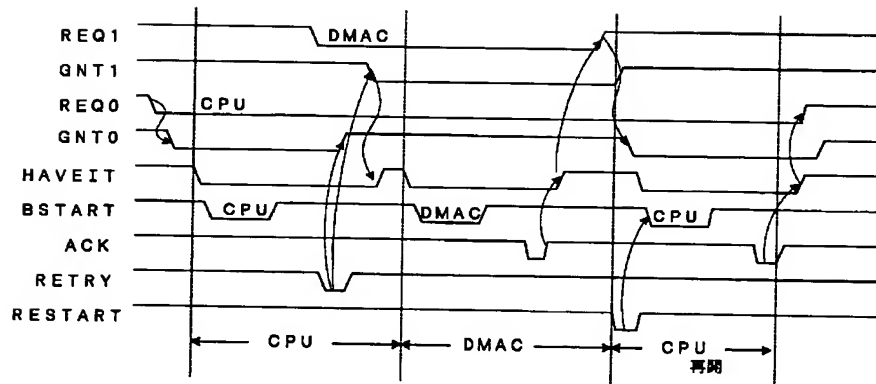 REQ1 DMAC
GNT1
REQ0 CPU
GNT0
HAVEIT
BSTART CPU DMAC CPU
ACK
RETRY
RESTART
CPU DMAC CPU
再開